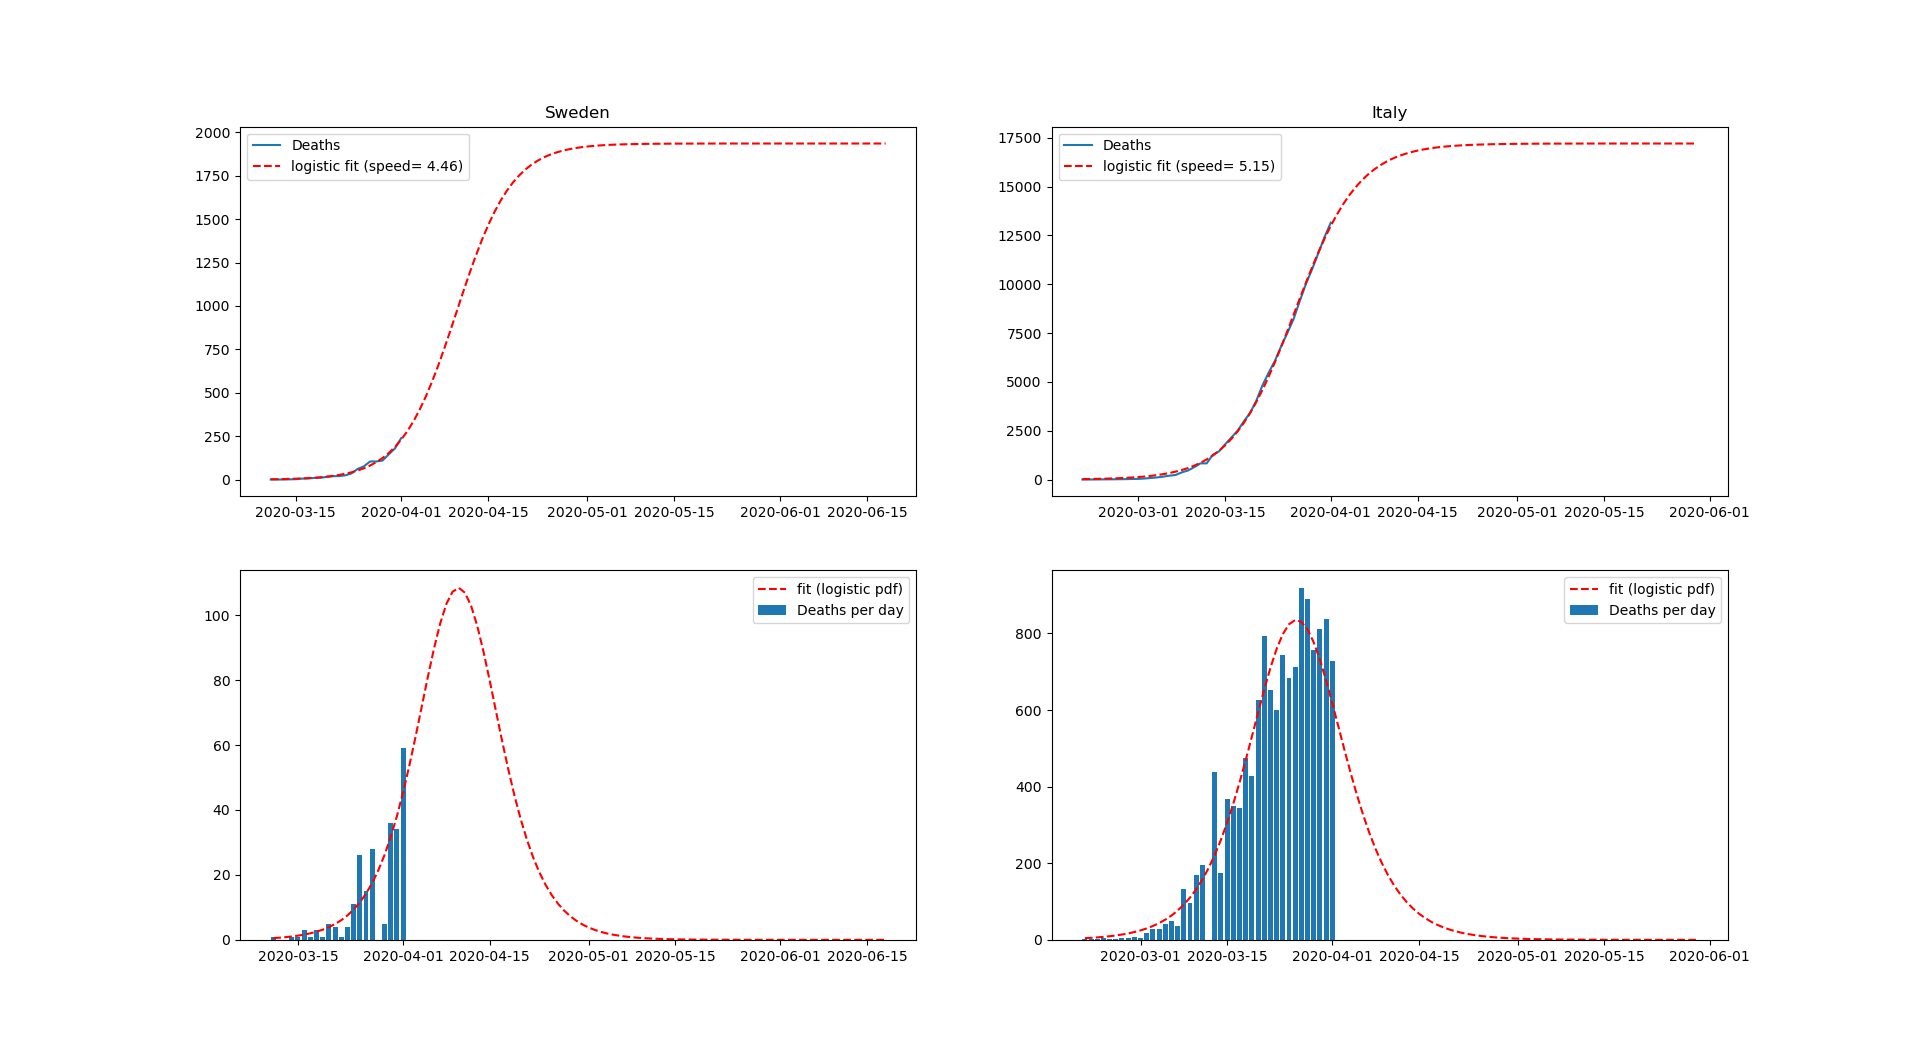 Sweden
Deaths
logistic fit (speed= 4.46)
2000
1750
1500
1250
1000
750
500
250
0
2020-03-15 2020-04-01 2020-04-15 2020-05-01 2020-05-15 2020-06-01 2020-06-15
Italy
Deaths
logistic fit (speed= 5.15)
17500
15000
12500
10000
7500
5000
2500
0
2020-03-01 2020-03-15 2020-04-01 2020-04-15 2020-05-01 2020-05-15 2020-06-01
fit (logistic pdf)
Deaths per day
100
80
60
40
20
0
2020-03-15 2020-04-01 2020-04-15 2020-05-01 2020-05-15 2020-06-01 2020-06-15
fit (logistic pdf)
Deaths per day
800
600
400
200
0
2020-03-01 2020-03-15 2020-04-01 2020-04-15 2020-05-01 2020-05-15 2020-06-01